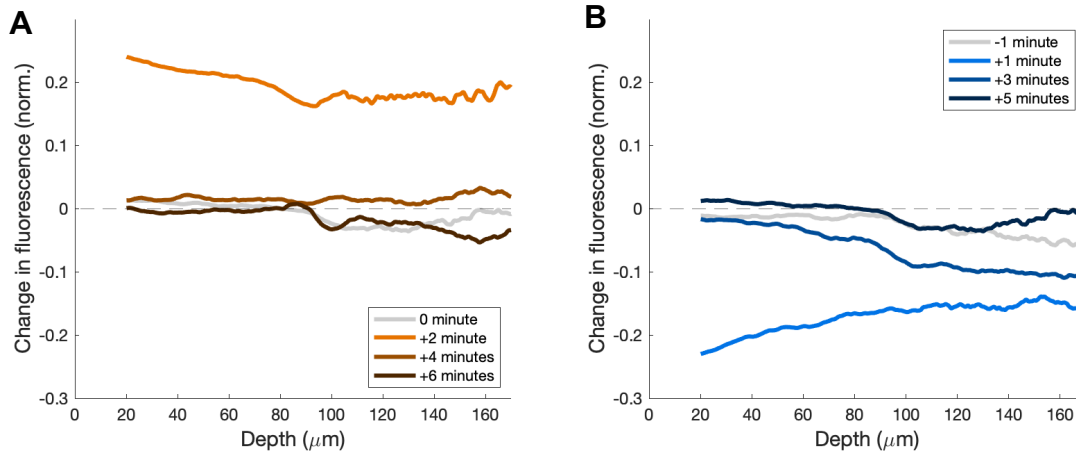 A
Change in fluorescence (norm.)
0.2
0.1
0
-0.1
-0.2
-0.3
0 20 40 60 80 100 120 140 160
Depth (μm)
0 minute
+2 minute
+4 minutes
+6 minutes
B
Change in fluorescence (norm.)
0.2
0.1
0
-0.1
-0.2
-0.3
0 20 40 60 80 100 120 140 160
Depth (μm)
-1 minute
+1 minute
+3 minutes
+5 minutes